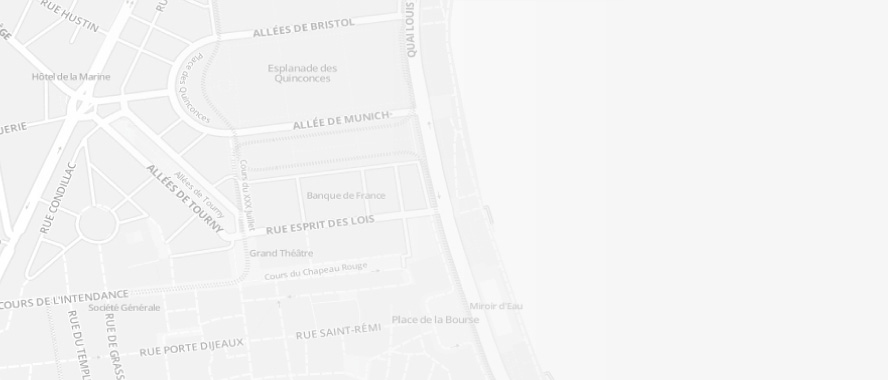 RUE HUSTIN
RU
ALLÉES DE BRISTOL
QUAI LOUIS
Place des Quinconces
Esplanade des
Quinconces
Hôtel de la Marine
ALLÉE DE MUNICH
ERIE
RUE CONDILLAC
ALLÉES DE TOURNY
Allées de Tourny
Cours du XXX Juillet
Banque de France
RUE ESPRIT DES LOIS
Grand Théâtre
Cours du Chapeau Rouge
COURS DE L'INTENDANCE
Société Générale
Miroir d'Eau
Place de la Bourse
RUE DU TEMPL
RUE DE GRASS
RUE PORTE DIJEAUX
RUE SAINT-RÉMI